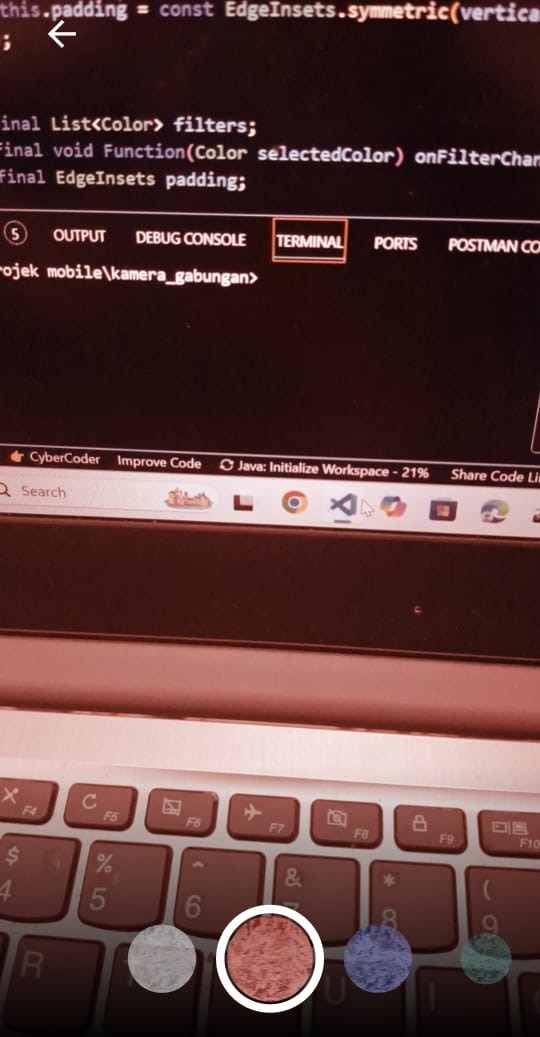 this.padding = const EdgeInsets.symmetric(vertica
;
inal List<Color> filters;
final void Function(Color selectedColor) onFilterChan
final EdgeInsets padding;
5 OUTPUT DEBUG CONSOLE TERMINAL PORTS POSTMAN CO
rojek mobile\kamera_gabungan>
CyberCoder Improve Code Java: Initialize Workspace - 21% Share Code Li
Search
F4 F5 F6 F7 F8 F9 F10
$ % ^ & * (
4 5 6 7 8 9
R U I